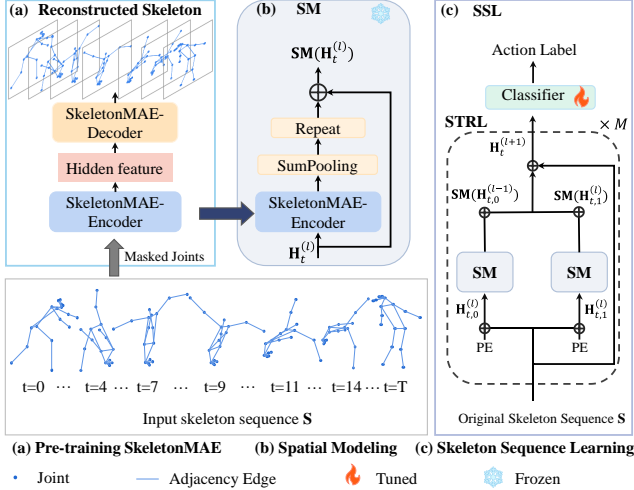 (a) Reconstructed Skeleton
SkeletonMAE-
Decoder
Hidden feature
SkeletonMAE-
Encoder
Masked Joints
(b) SM
SM(H_t^{(l)})
Repeat
SumPooling
SkeletonMAE-
Encoder
H_t^{(l)}
(c) SSL
Action Label
Classifier
STRL
× M
H_t^{(l+1)}
SM(H_{t,0}^{(l-1)})
SM(H_{t,1}^{(l)})
SM
SM
H_{t,0}^{(l)}
H_{t,1}^{(l)}
PE
PE
Original Skeleton Sequence S
t=0 ... t=4 ... t=7 ... t=9 ... t=11 ... t=14 ... t=T
Input skeleton sequence S
(a) Pre-training SkeletonMAE (b) Spatial Modeling (c) Skeleton Sequence Learning
Joint Adjacency Edge Tuned Frozen